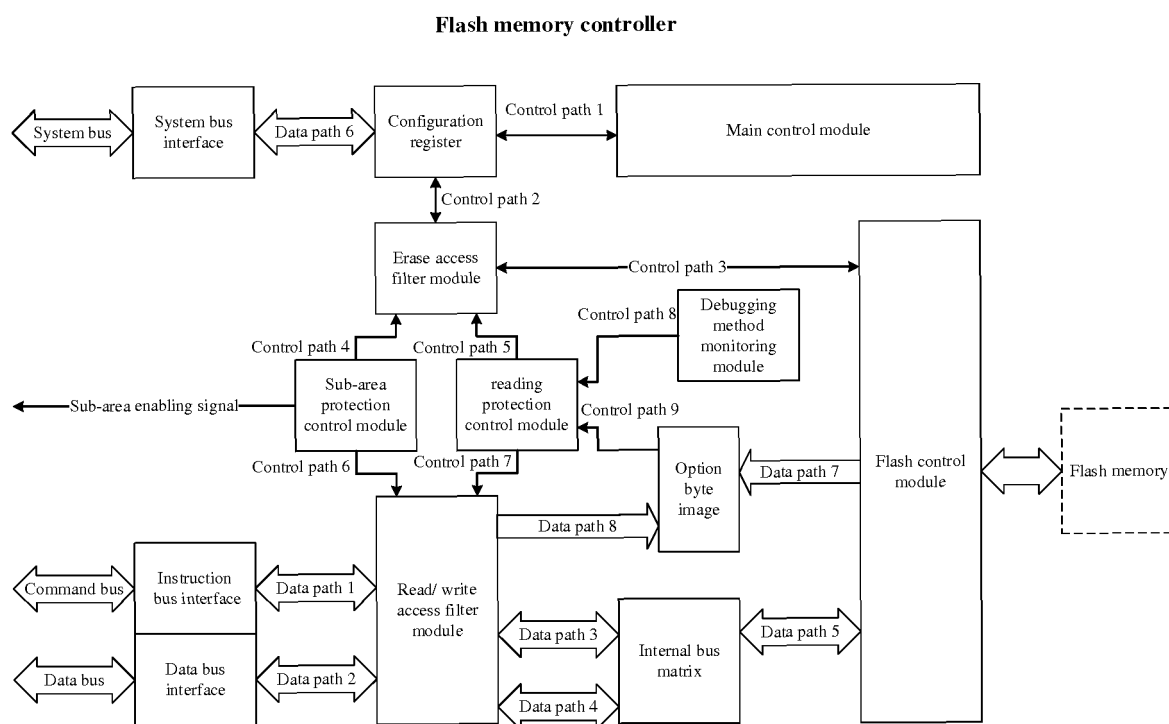 Flash memory controller
System bus
System bus
interface
Data path 6
Configuration
register
Control path 1
Main control module
Control path 2
Erase access
filter module
Control path 3
Control path 4
Control path 5
Control path 8
Debugging
method
monitoring
module
Sub-area enabling signal
Sub-area
protection
control module
reading
protection
control module
Control path 9
Control path 6
Control path 7
Option
byte
image
Data path 7
Flash control
module
Flash memory
Data path 8
Command bus
Instruction
bus interface
Data path 1
Read/ write
access filter
module
Data path 3
Internal bus
matrix
Data path 5
Data bus
Data bus
interface
Data path 2
Data path 4